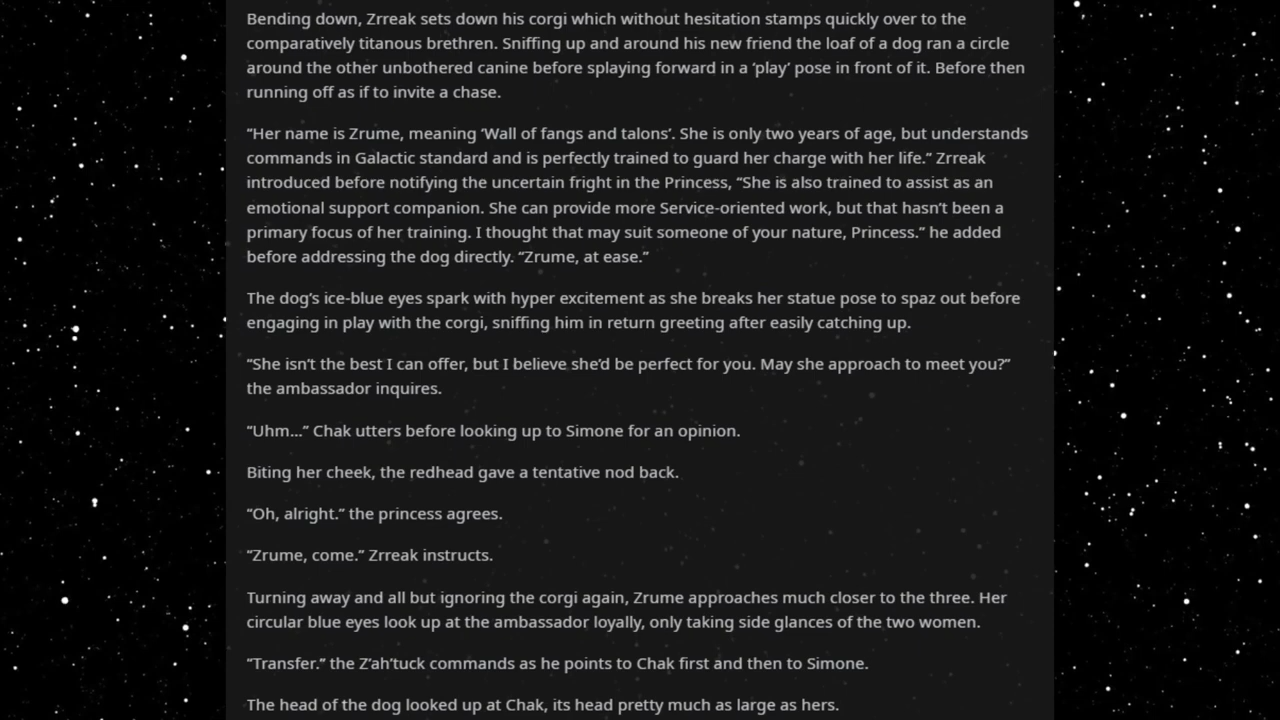 Bending down, Zrreak sets down his corgi which without hesitation stamps quickly over to the
comparatively titanous brethren. Sniffing up and around his new friend the loaf of a dog ran a circle
around the other unbothered canine before splaying forward in a ‘play’ pose in front of it. Before then
running off as if to invite a chase.
“Her name is Zrume, meaning ‘Wall of fangs and talons’. She is only two years of age, but understands
commands in Galactic standard and is perfectly trained to guard her charge with her life.” Zrreak
introduced before notifying the uncertain fright in the Princess, “She is also trained to assist as an
emotional support companion. She can provide more Service-oriented work, but that hasn’t been a
primary focus of her training. I thought that may suit someone of your nature, Princess.” he added
before addressing the dog directly. “Zrume, at ease.”
The dog’s ice-blue eyes spark with hyper excitement as she breaks her statue pose to spaz out before
engaging in play with the corgi, sniffing him in return greeting after easily catching up.
“She isn’t the best I can offer, but I believe she’d be perfect for you. May she approach to meet you?”
the ambassador inquires.
“Uhm...” Chak utters before looking up to Simone for an opinion.
Biting her cheek, the redhead gave a tentative nod back.
“Oh, alright.” the princess agrees.
“Zrume, come.” Zrreak instructs.
Turning away and all but ignoring the corgi again, Zrume approaches much closer to the three. Her
circular blue eyes look up at the ambassador loyally, only taking side glances of the two women.
“Transfer.” the Z’ah’tuck commands as he points to Chak first and then to Simone.
The head of the dog looked up at Chak, its head pretty much as large as hers.